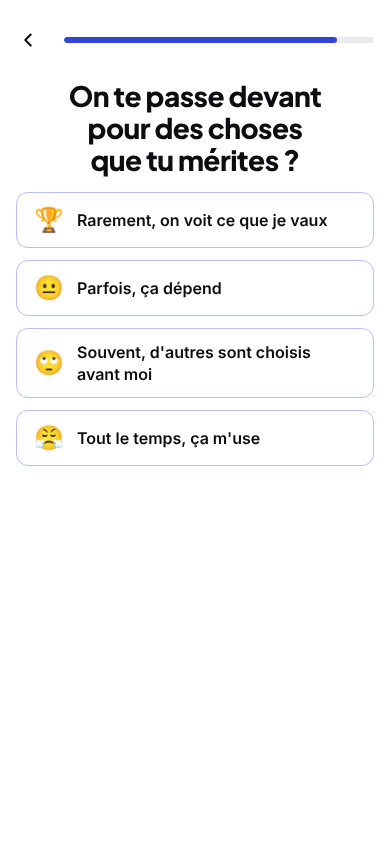 On te passe devant
pour des choses
que tu mérites ?
Rarement, on voit ce que je vaux
Parfois, ça dépend
Souvent, d'autres sont choisis
avant moi
Tout le temps, ça m'use